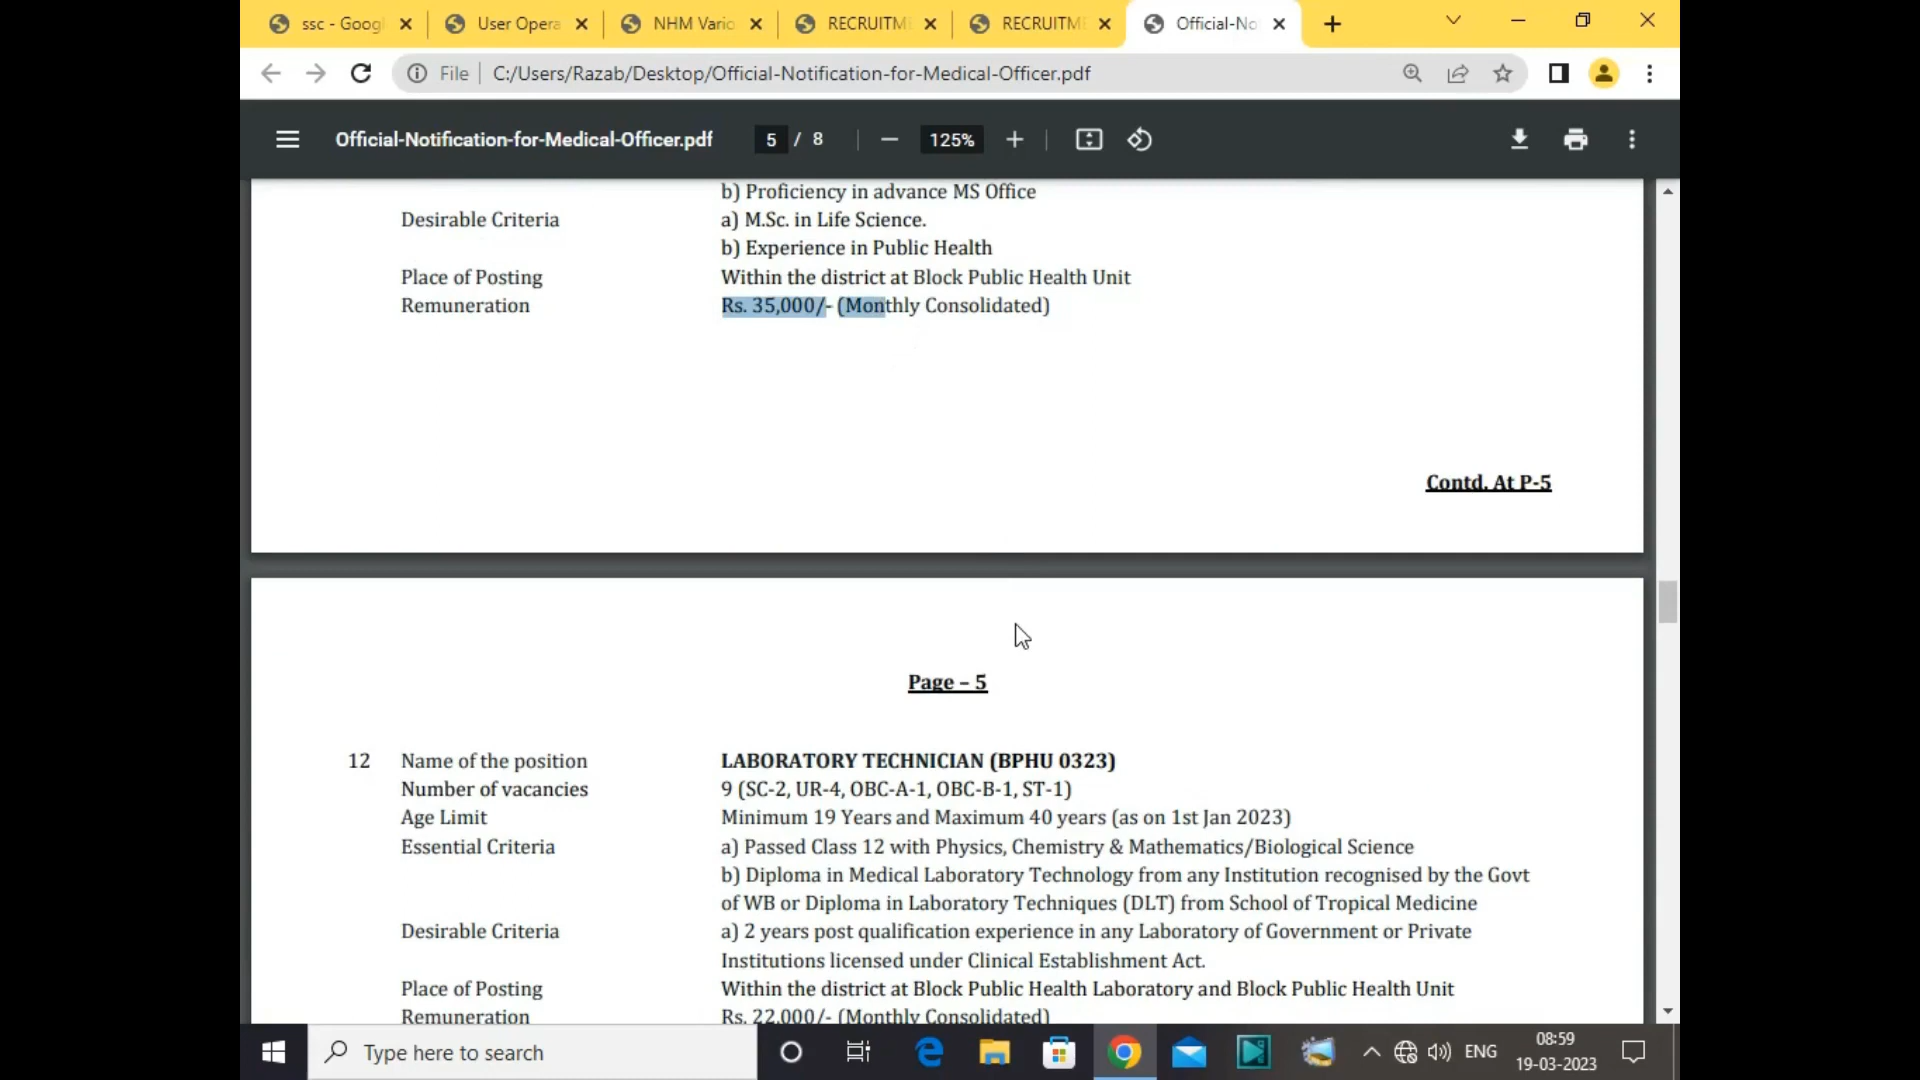 ssc - Goog
User Opera
NHM Vario
RECRUITM
RECRUITME
Official-No
File
C:/Users/Razab/Desktop/Official-Notification-for-Medical-Officer.pdf
Official-Notification-for-Medical-Officer.pdf
5 / 8
125%
b) Proficiency in advance MS Office
Desirable Criteria a) M.Sc. in Life Science.
b) Experience in Public Health
Place of Posting Within the district at Block Public Health Unit
Remuneration Rs. 35,000/- (Monthly Consolidated)
Contd. At P-5
Page – 5
12 Name of the position LABORATORY TECHNICIAN (BPHU 0323)
Number of vacancies 9 (SC-2, UR-4, OBC-A-1, OBC-B-1, ST-1)
Age Limit Minimum 19 Years and Maximum 40 years (as on 1st Jan 2023)
Essential Criteria a) Passed Class 12 with Physics, Chemistry & Mathematics/Biological Science
b) Diploma in Medical Laboratory Technology from any Institution recognised by the Govt
of WB or Diploma in Laboratory Techniques (DLT) from School of Tropical Medicine
Desirable Criteria a) 2 years post qualification experience in any Laboratory of Government or Private
Institutions licensed under Clinical Establishment Act.
Place of Posting Within the district at Block Public Health Laboratory and Block Public Health Unit
Remuneration Rs. 22,000/- (Monthly Consolidated)
Type here to search
ENG
08:59
19-03-2023